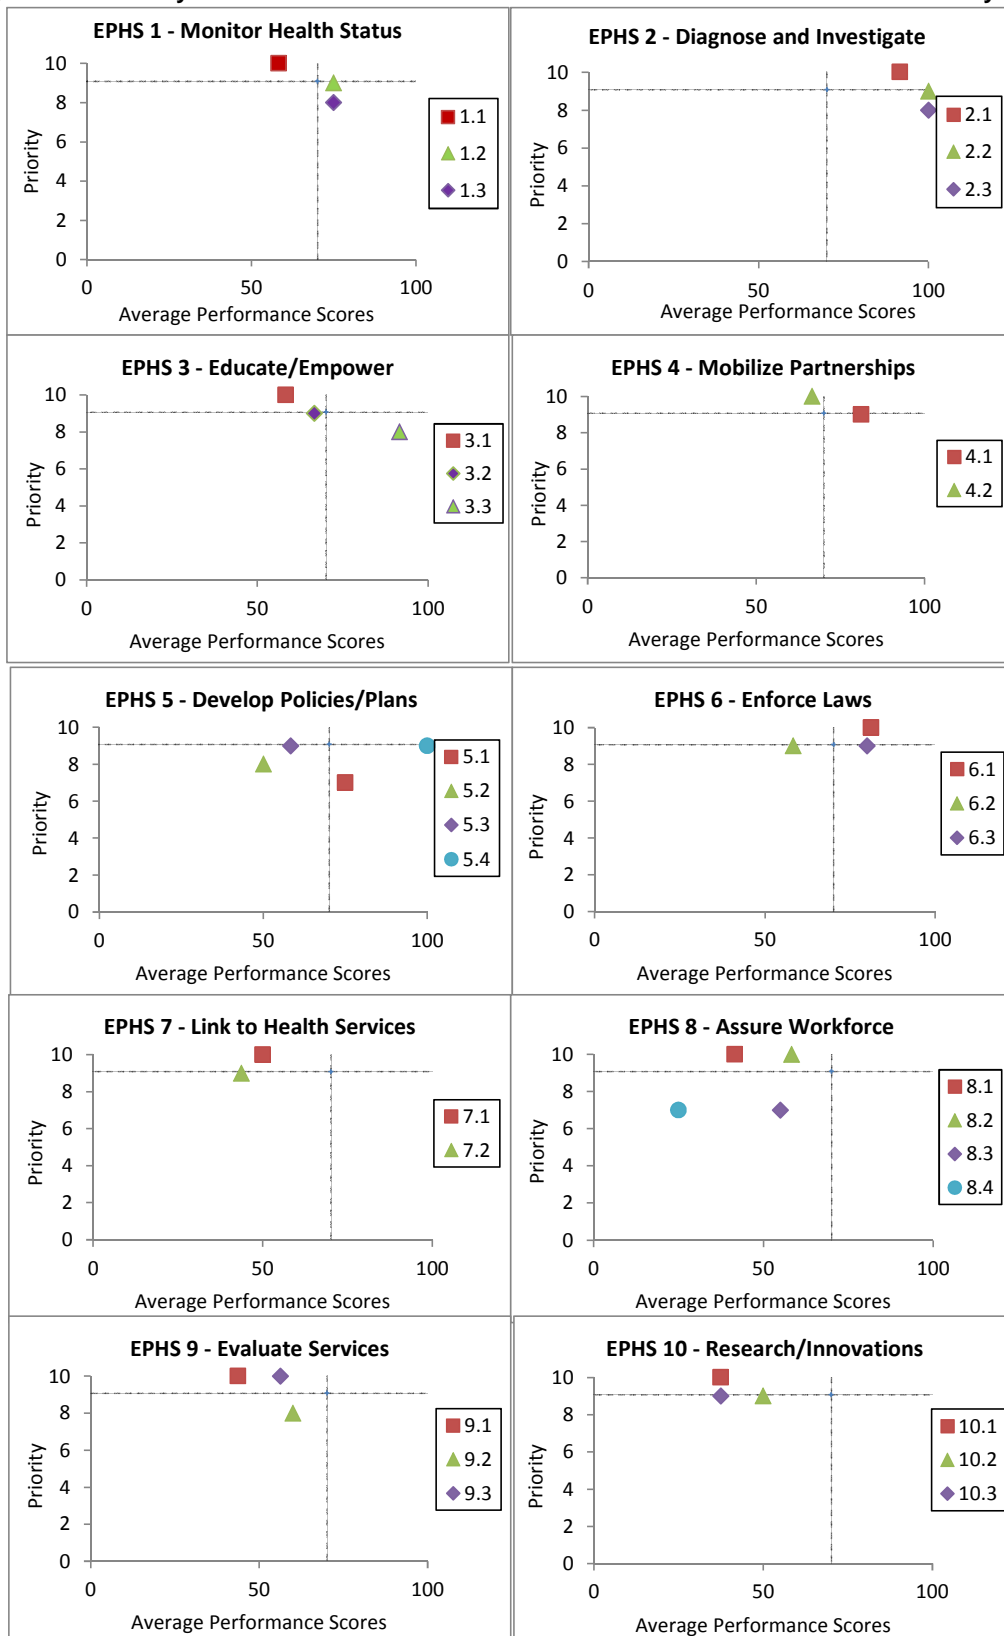 EPHS 1 - Monitor Health Status
10
8
6
4
2
0
Priority
0 50 100
Average Performance Scores
1.1
1.2
1.3
EPHS 2 - Diagnose and Investigate
10
8
6
4
2
0
Priority
0 50 100
Average Performance Scores
2.1
2.2
2.3
EPHS 3 - Educate/Empower
10
8
6
4
2
0
Priority
0 50 100
Average Performance Scores
3.1
3.2
3.3
EPHS 4 - Mobilize Partnerships
10
8
6
4
2
0
Priority
0 50 100
Average Performance Scores
4.1
4.2
EPHS 5 - Develop Policies/Plans
10
8
6
4
2
0
Priority
0 50 100
Average Performance Scores
5.1
5.2
5.3
5.4
EPHS 6 - Enforce Laws
10
8
6
4
2
0
Priority
0 50 100
Average Performance Scores
6.1
6.2
6.3
EPHS 7 - Link to Health Services
10
8
6
4
2
0
Priority
0 50 100
Average Performance Scores
7.1
7.2
EPHS 8 - Assure Workforce
10
8
6
4
2
0
Priority
0 50 100
Average Performance Scores
8.1
8.2
8.3
8.4
EPHS 9 - Evaluate Services
10
8
6
4
2
0
Priority
0 50 100
Average Performance Scores
9.1
9.2
9.3
EPHS 10 - Research/Innovations
10
8
6
4
2
0
Priority
0 50 100
Average Performance Scores
10.1
10.2
10.3